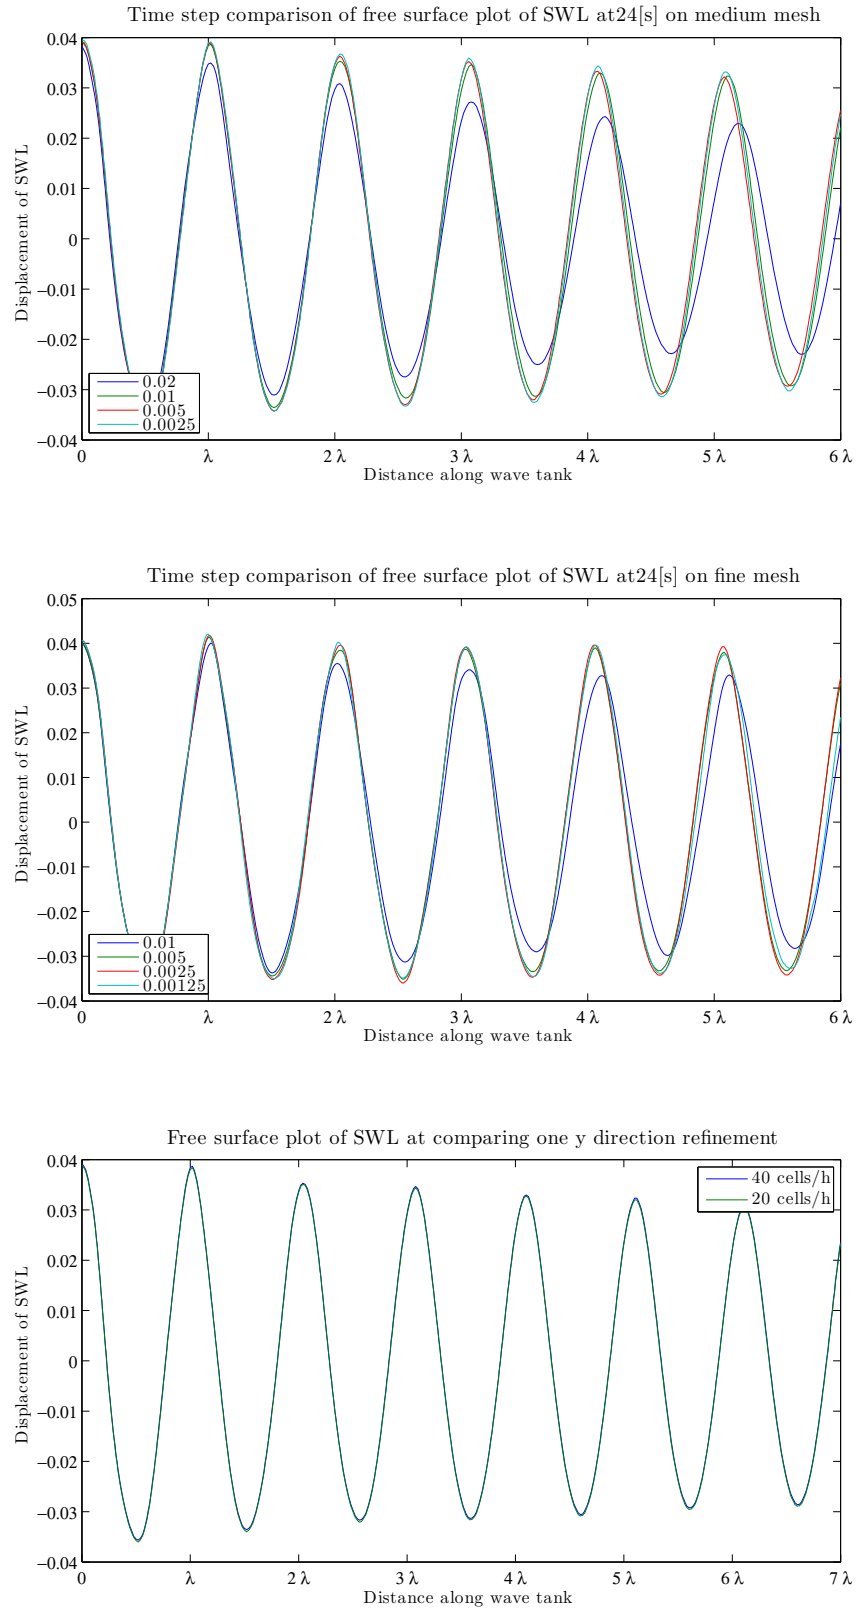 Time step comparison of free surface plot of SWL at24[s] on medium mesh
0.04
0.03
0.02
0.01
0
−0.01
−0.02
−0.03
−0.04
Displacement of SWL
0.02
0.01
0.005
0.0025
0 λ 2 λ 3 λ 4 λ 5 λ 6 λ
Distance along wave tank
Time step comparison of free surface plot of SWL at24[s] on fine mesh
0.05
0.04
0.03
0.02
0.01
0
−0.01
−0.02
−0.03
−0.04
Displacement of SWL
0.01
0.005
0.0025
0.00125
0 λ 2 λ 3 λ 4 λ 5 λ 6 λ
Distance along wave tank
Free surface plot of SWL at comparing one y direction refinement
0.04
0.03
0.02
0.01
0
−0.01
−0.02
−0.03
−0.04
Displacement of SWL
40 cells/h
20 cells/h
0 λ 2 λ 3 λ 4 λ 5 λ 6 λ 7 λ
Distance along wave tank